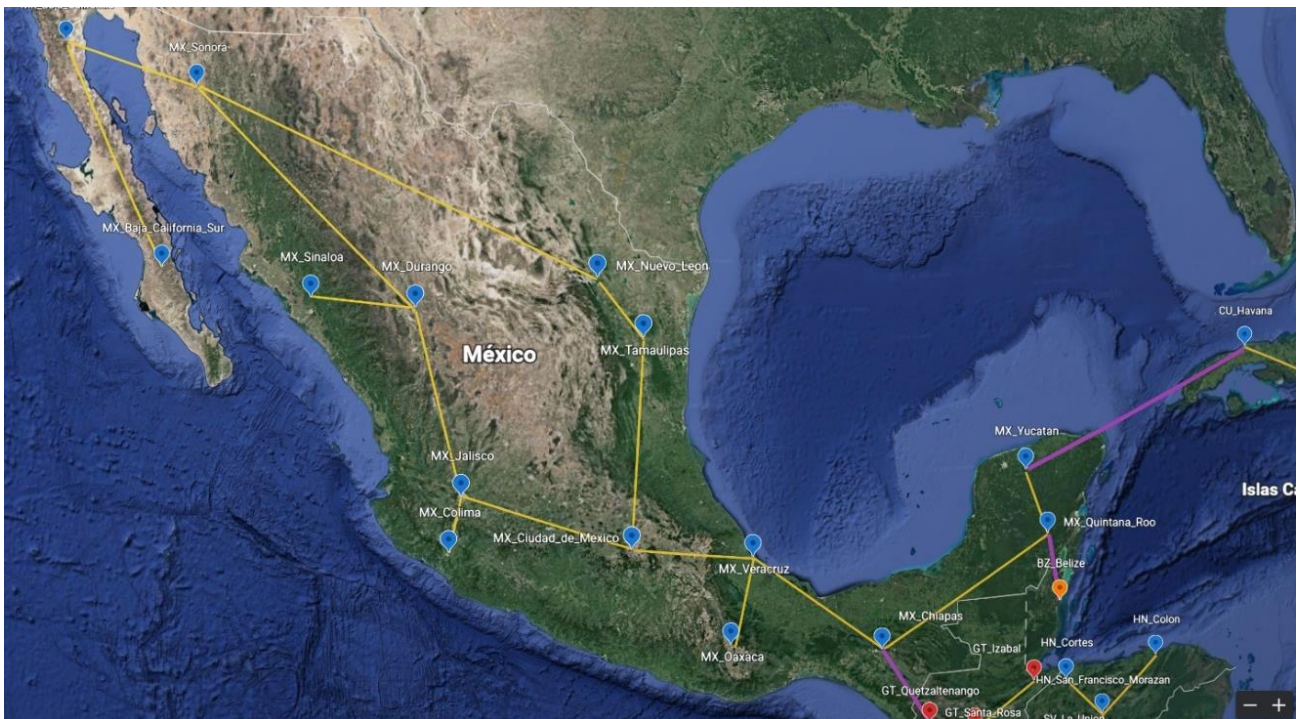 MX_Sonora
MX_Baja_California_Sur
MX_Sinaloa
MX_Durango
MX_Nuevo_Leon
CU_Havana
México
MX_Tamaulipas
MX_Yucatan
MX_Jalisco
Islas
MX_Colima
MX_Quintana_Roo
MX_Ciudad_de_Mexico
MX_Veracruz
BZ_Belize
MX_Chiapas
HN_Colon
GT_Izabal
HN_Cortes
MX_Oaxaca
HN_San_Francisco_Morazan
GT_Quetzaltenango
GT_Santa_Rosa